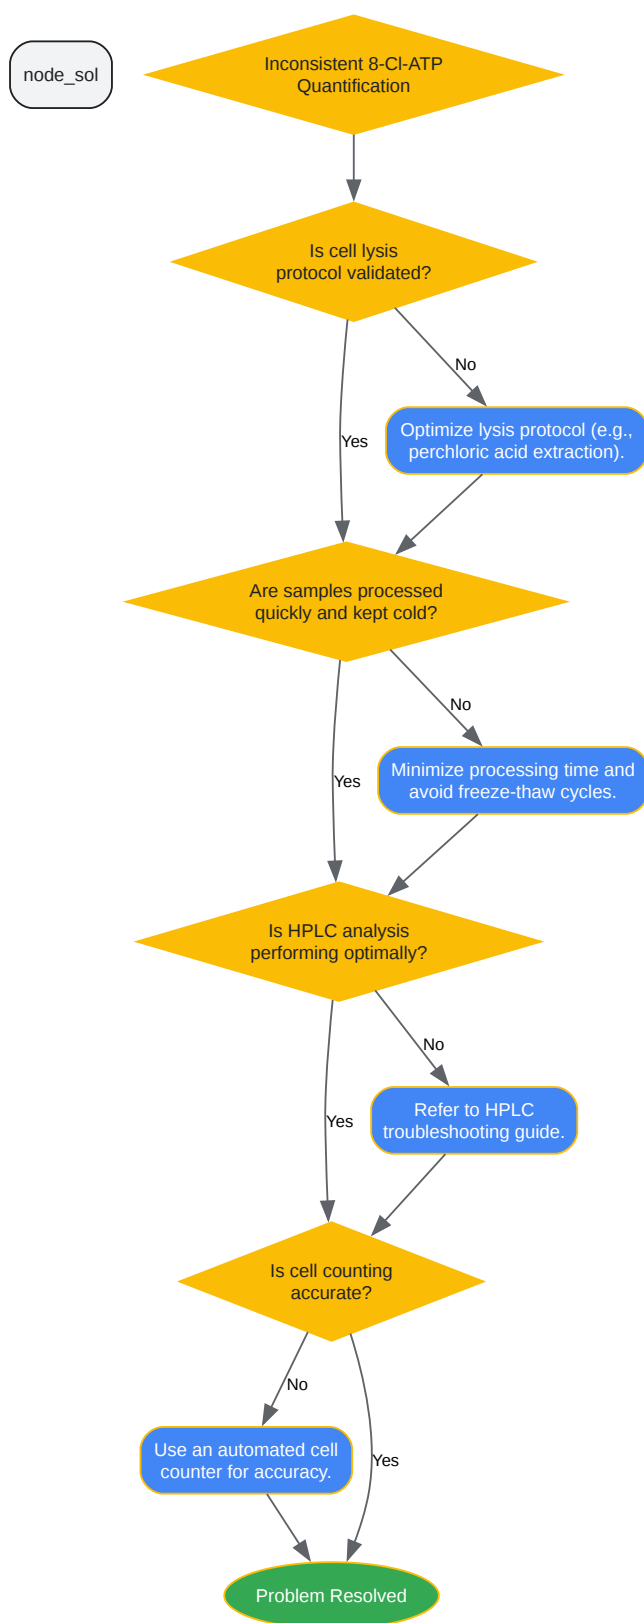 node_sol
Inconsistent 8-Cl-ATP
Quantification
Is cell lysis
protocol validated?
No
Yes
Optimize lysis protocol (e.g.,
perchloric acid extraction).
Are samples processed
quickly and kept cold?
No
Yes
Minimize processing time and
avoid freeze-thaw cycles.
Is HPLC analysis
performing optimally?
No
Yes
Refer to HPLC
troubleshooting guide.
Is cell counting
accurate?
No
Yes
Use an automated cell
counter for accuracy.
Problem Resolved